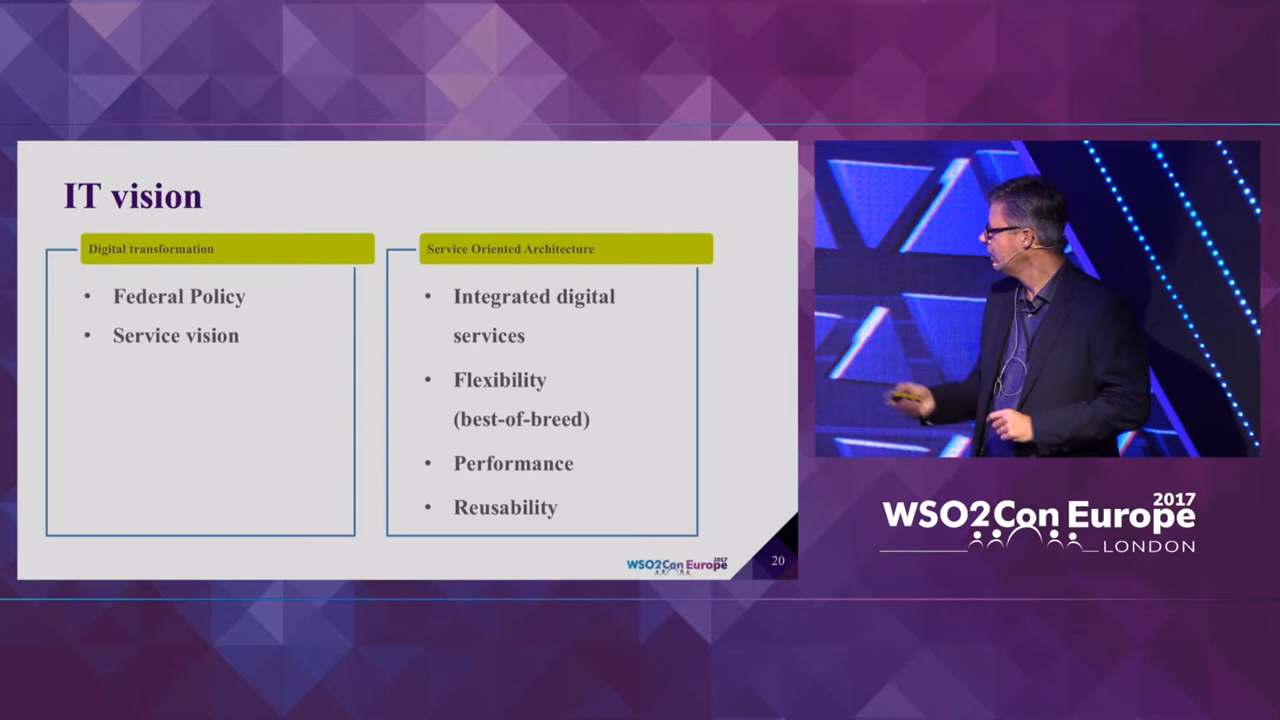 IT vision
Digital transformation
• Federal Policy
• Service vision
Service Oriented Architecture
• Integrated digital
services
• Flexibility
(best-of-breed)
• Performance
• Reusability
WSO2Con Europe 2017
20
WSO2Con Europe 2017
LONDON